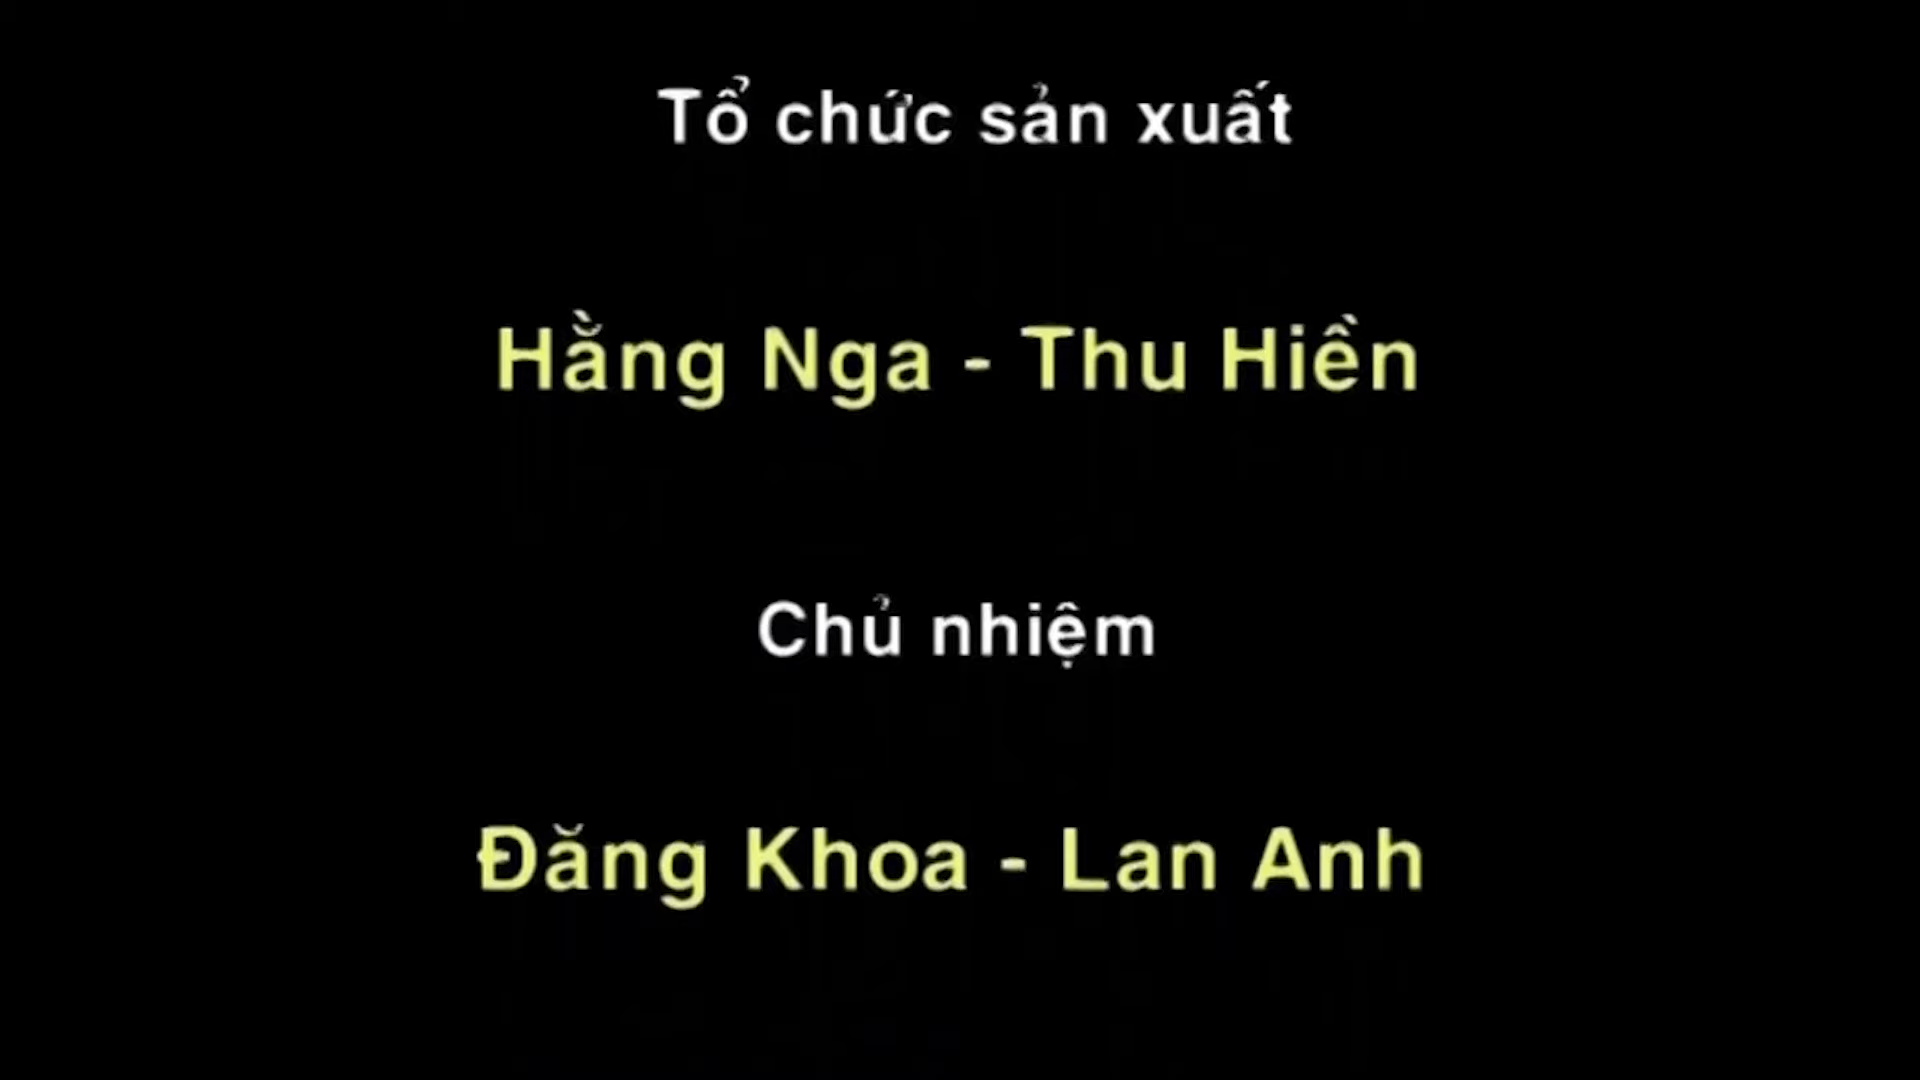 Tổ chức sản xuất
Hằng Nga - Thu Hiền
Chủ nhiệm
Đăng Khoa - Lan Anh